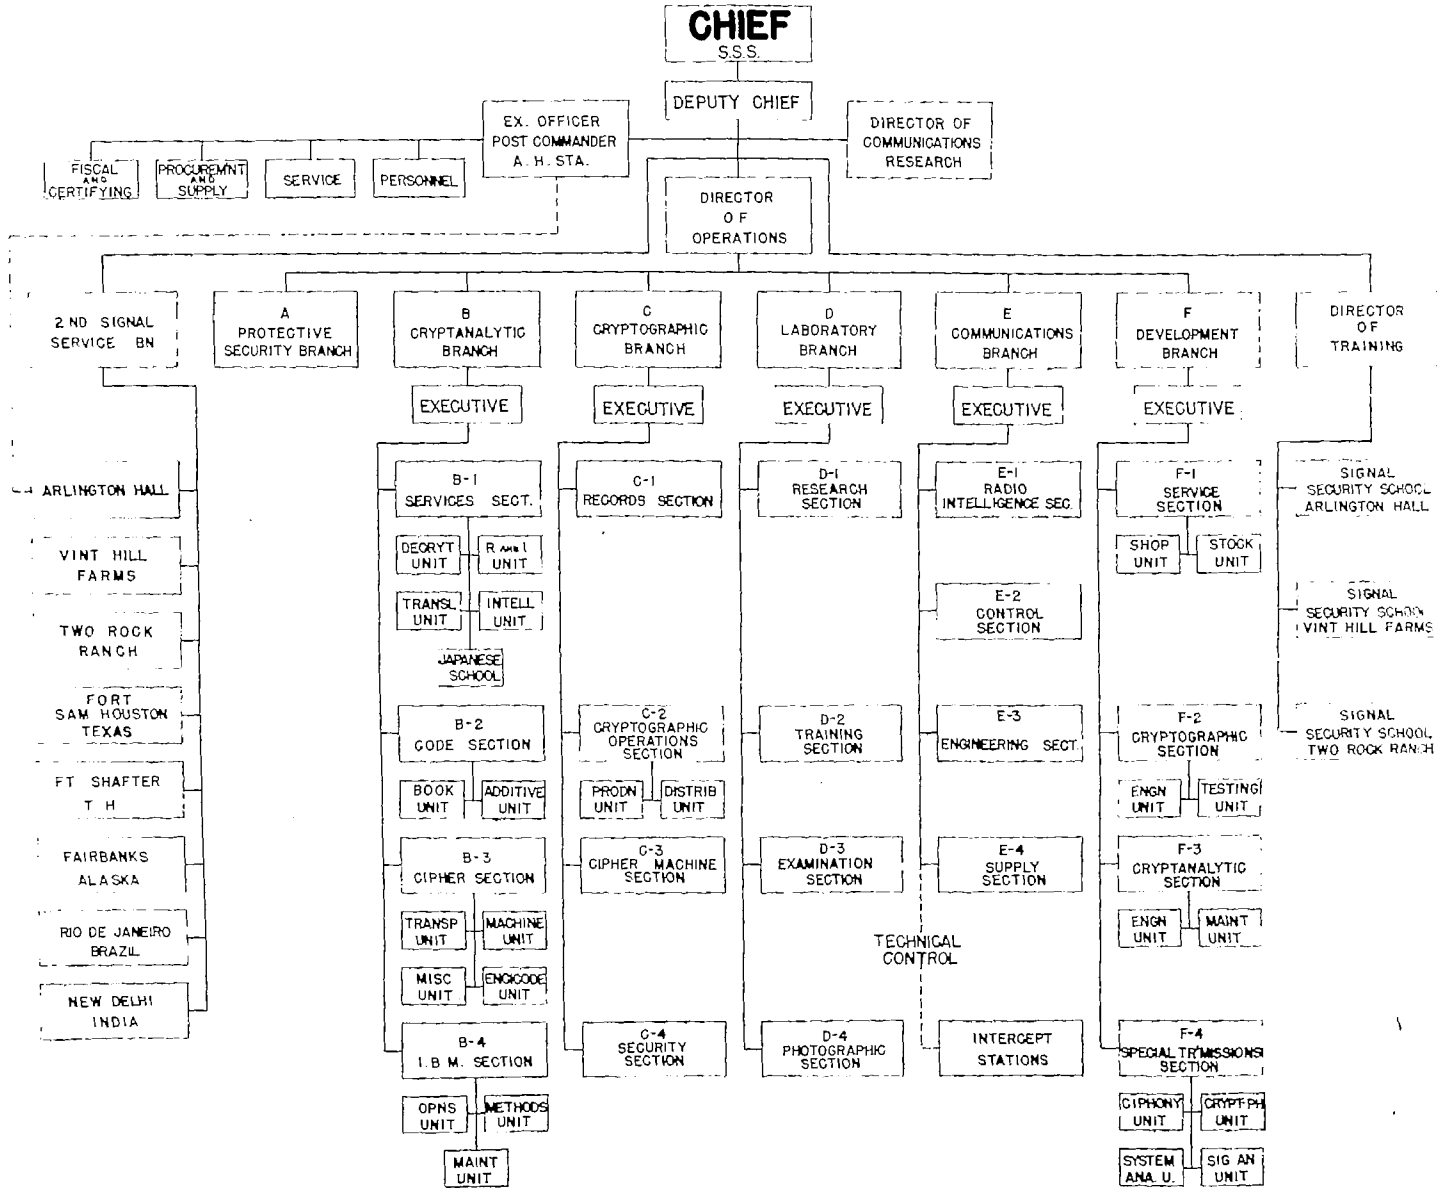 CHIEF
S.S.S.
DEPUTY CHIEF
EX. OFFICER
POST COMMANDER
A. H. STA.
DIRECTOR OF
COMMUNICATIONS
RESEARCH
FISCAL
AND
CERTIFYING
PROCUREM'NT
AND
SUPPLY
SERVICE
PERSONNEL
DIRECTOR
OF
OPERATIONS
2ND SIGNAL
SERVICE BN
A
PROTECTIVE
SECURITY BRANCH
B
CRYPTANALYTIC
BRANCH
C
CRYPTOGRAPHIC
BRANCH
D
LABORATORY
BRANCH
E
COMMUNICATIONS
BRANCH
F
DEVELOPMENT
BRANCH
DIRECTOR
OF
TRAINING
EXECUTIVE
EXECUTIVE
EXECUTIVE
EXECUTIVE
EXECUTIVE
ARLINGTON HALL
VINT HILL
FARMS
TWO ROCK
RANCH
FORT
SAM HOUSTON
TEXAS
FT SHAFTER
T H
FAIRBANKS
ALASKA
RIO DE JANEIRO
BRAZIL
NEW DELHI
INDIA
B-1
SERVICES SECT.
DECRYT
UNIT
R AND I
UNIT
TRANSL
UNIT
INTELL
UNIT
JAPANESE
SCHOOL
B-2
CODE SECTION
BOOK
UNIT
ADDITIVE
UNIT
B-3
CIPHER SECTION
TRANSP
UNIT
MACHINE
UNIT
MISC
UNIT
ENCICODE
UNIT
B-4
I.B M. SECTION
OPNS
UNIT
METHODS
UNIT
MAINT
UNIT
C-1
RECORDS SECTION
C-2
CRYPTOGRAPHIC
OPERATIONS
SECTION
PRODN
UNIT
DISTRIB
UNIT
C-3
CIPHER MACHINE
SECTION
C-4
SECURITY
SECTION
D-1
RESEARCH
SECTION
D-2
TRAINING
SECTION
D-3
EXAMINATION
SECTION
D-4
PHOTOGRAPHIC
SECTION
E-1
RADIO
INTELLIGENCE SEC.
E-2
CONTROL
SECTION
E-3
ENGINEERING SECT.
E-4
SUPPLY
SECTION
TECHNICAL
CONTROL
INTERCEPT
STATIONS
F-1
SERVICE
SECTION
SHOP
UNIT
STOCK
UNIT
F-2
CRYPTOGRAPHIC
SECTION
ENGN
UNIT
TESTING
UNIT
F-3
CRYPTANALYTIC
SECTION
ENGN
UNIT
MAINT
UNIT
F-4
SPECIAL TR'MISSIONS
SECTION
CIPHONY
UNIT
CRYPT-PH
UNIT
SYSTEM
ANA. U.
SIG AN
UNIT
SIGNAL
SECURITY SCHOOL
ARLINGTON HALL
SIGNAL
SECURITY SCHOOL
VINT HILL FARMS
SIGNAL
SECURITY SCHOOL
TWO ROCK RANCH